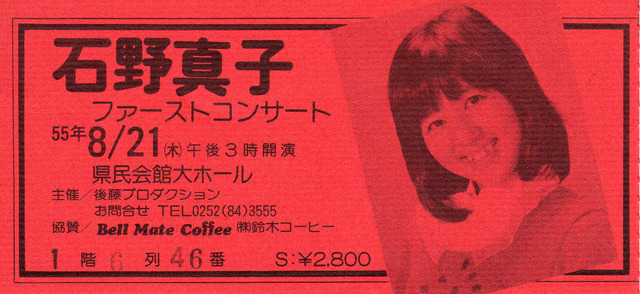 石野真子
ファーストコンサート
55年8/21(木)午後3時開演
県民会館大ホール
主催/後藤プロダクション
お問合せ TEL0252(84)3555
協賛/Bell Mate Coffee ㈱鈴木コーヒー
1階6列46番 S:¥2,800